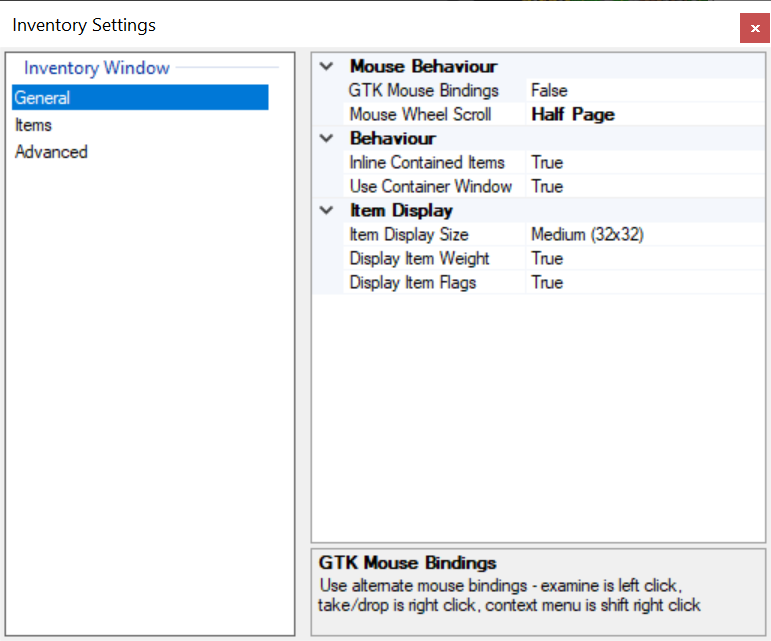 Inventory Settings
Inventory Window
General
Items
Advanced
Mouse Behaviour
GTK Mouse Bindings False
Mouse Wheel Scroll Half Page
Behaviour
Inline Contained Items True
Use Container Window True
Item Display
Item Display Size Medium (32x32)
Display Item Weight True
Display Item Flags True
GTK Mouse Bindings
Use alternate mouse bindings - examine is left click,
take/drop is right click, context menu is shift right click